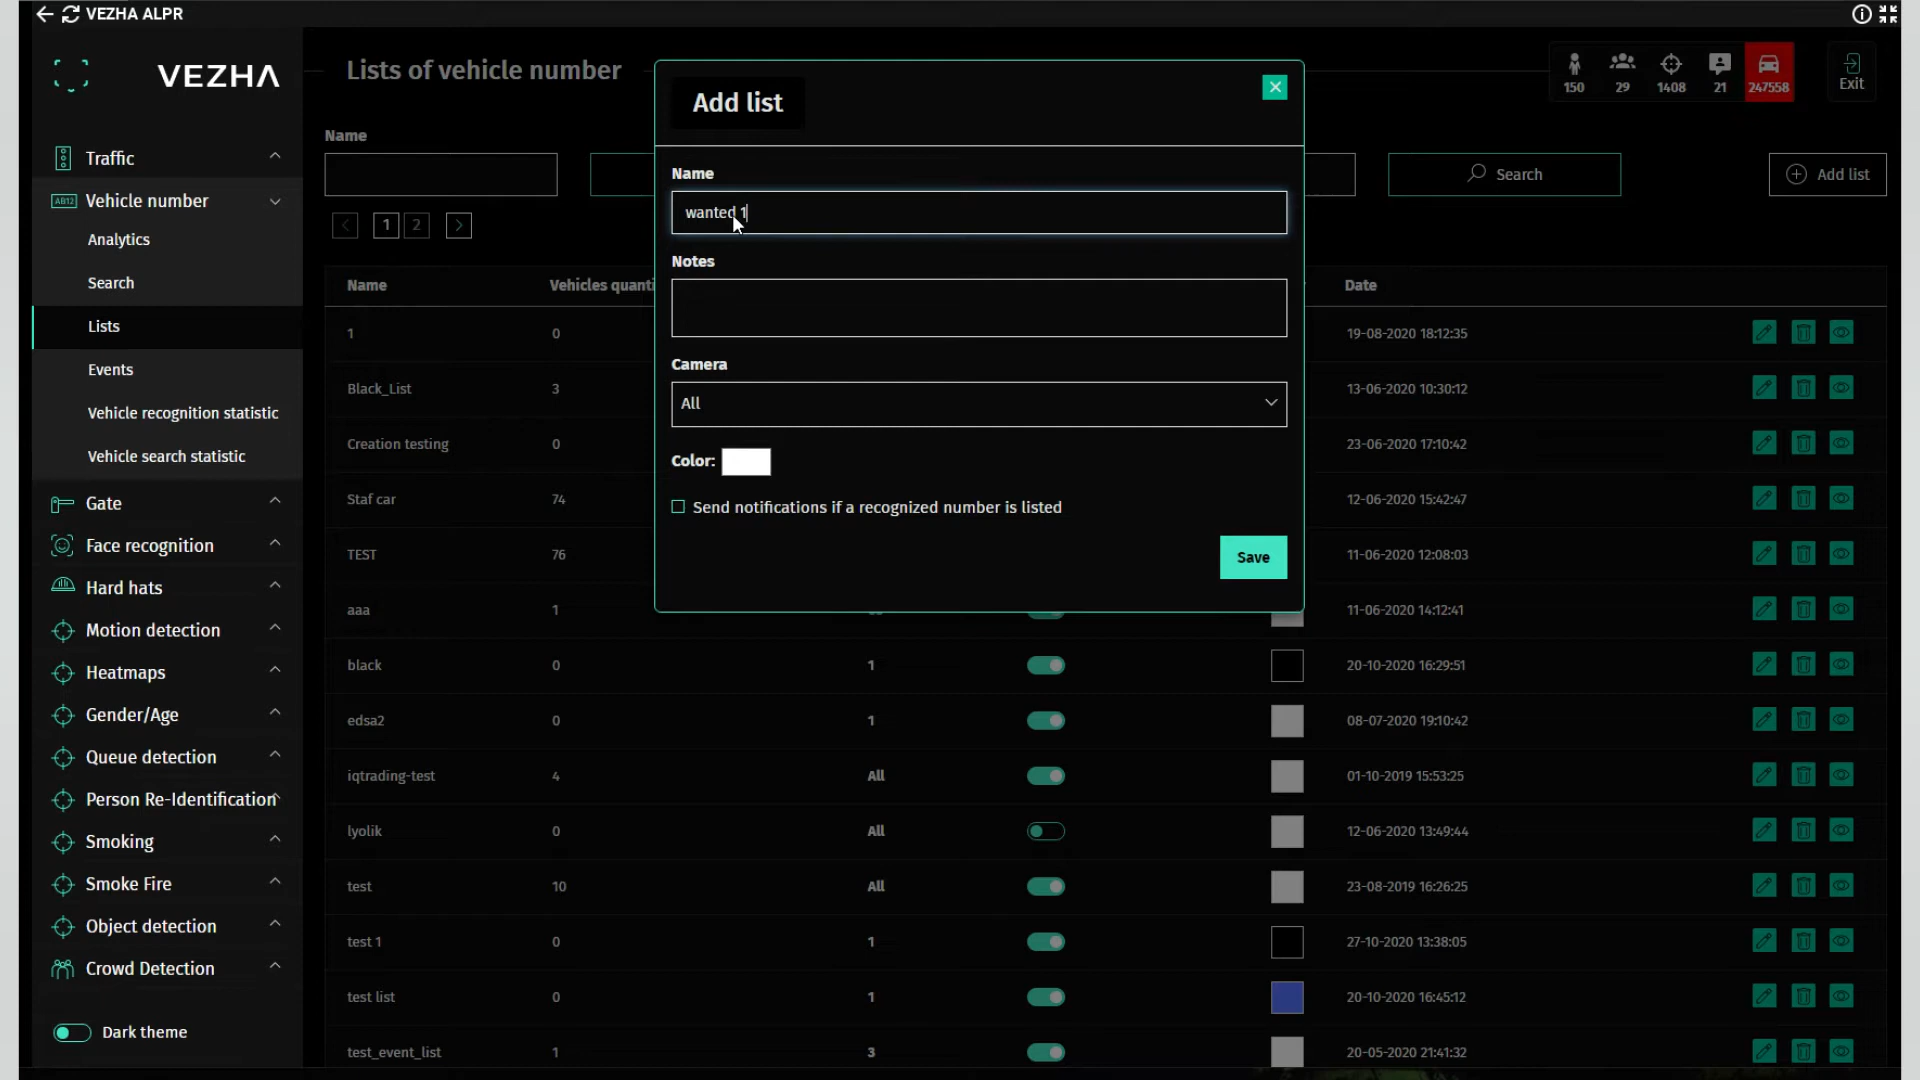 VEZHA ALPR
VEZHA
Traffic
AB12 Vehicle number
Analytics
Search
Lists
Events
Vehicle recognition statistic
Vehicle search statistic
Gate
Face recognition
Hard hats
Motion detection
Heatmaps
Gender/Age
Queue detection
Person Re-Identification
Smoking
Smoke Fire
Object detection
Crowd Detection
Dark theme
Lists of vehicle number
150 29 1408 21 247558 Exit
Name
Search Add list
1 2
Name Vehicles quanti Date
1 0 19-08-2020 18:12:35
Black_List 3 13-06-2020 10:30:12
Creation testing 0 23-06-2020 17:10:42
Staf car 74 12-06-2020 15:42:47
TEST 76 11-06-2020 12:08:03
aaa 1 11-06-2020 14:12:41
black 0 1 20-10-2020 16:29:51
edsa2 0 1 08-07-2020 19:10:42
iqtrading-test 4 All 01-10-2019 15:53:25
lyolik 0 All 12-06-2020 13:49:44
test 10 All 23-08-2019 16:26:25
test 1 0 1 27-10-2020 13:38:05
test list 0 1 20-10-2020 16:45:12
test_event_list 1 3 20-05-2020 21:41:32
Add list
Name
wanted 1
Notes
Camera
All
Color:
Send notifications if a recognized number is listed
Save